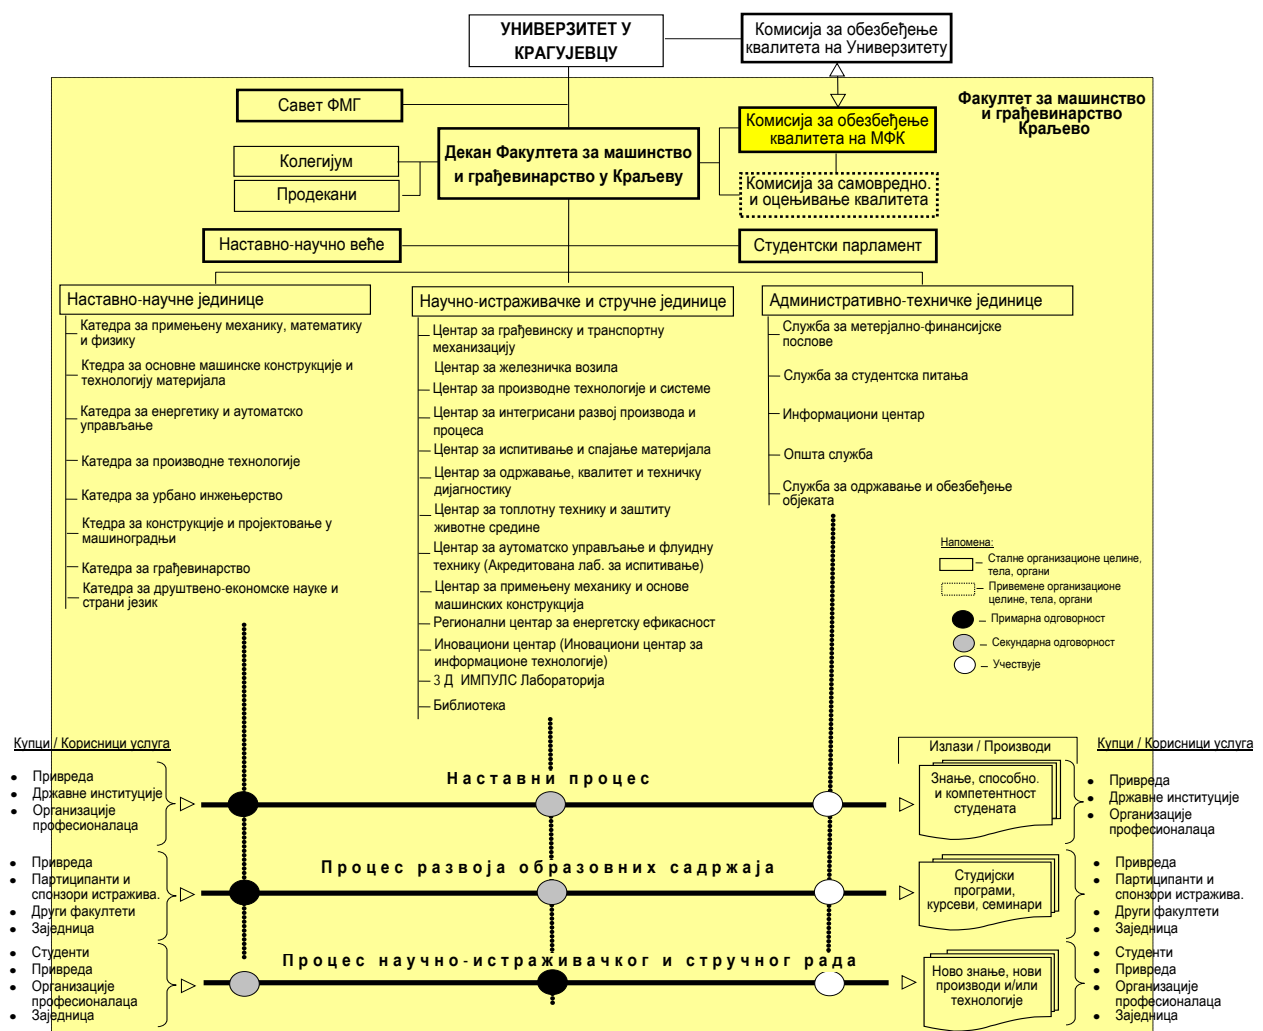 УНИВЕРЗИТЕТ У
КРАГУЈЕВЦУ
Комисија за обезбеђење
квалитета на Универзитету
Факултет за машинство
и грађевинарство
Краљево
Савет ФМГ
Комисија за обезбеђење
квалитета на МФК
Декан Факултета за машинство
и грађевинарство у Краљеву
Колегијум
Продекани
Комисија за самовредно.
и оцењивање квалитета
Наставно-научно веће
Студентски парламент
Наставно-научне јединице
Катедра за примењену механику, математику
и физику
Ктедра за основне машинске конструкције и
технологију материјала
Катедра за енергетику и аутоматско
управљање
Катедра за производне технологије
Катедра за урбано инжењерство
Ктедра за конструкције и пројектовање у
машиноградњи
Катедра за грађевинарство
Катедра за друштвено-економске науке и
страни језик
Научно-истраживачке и стручне јединице
Центар за грађевинску и транспортну
механизацију
Центар за железничка возила
Центар за производне технологије и системе
Центар за интегрисани развој производа и
процеса
Центар за испитивање и спајање материјала
Центар за одржавање, квалитет и техничку
дијагностику
Центар за топлотну технику и заштиту
животне средине
Центар за аутоматско управљање и флуидну
технику (Акредитована лаб. за испитивање)
Центар за примењену механику и основе
машинских конструкција
Регионални центар за енергетску ефикасност
Иновациони центар (Иновациони центар за
информационе технологије)
3 Д ИМПУЛС Лабораторија
Библиотека
Административно-техничке јединице
Служба за метерјално-финансијске
послове
Служба за студентска питања
Информациони центар
Општа служба
Служба за одржавање и обезбеђење
објеката
Напомена:
– Сталне организационе целине,
тела, органи
– Привемене организационе
целине, тела, органи
– Примарна одговорност
– Секундарна одговорност
– Учествује
Купци / Корисници услуга
• Привреда
• Државне институције
• Организације
професионалаца
Наставни процес
Излази / Производи
Знање, способно.
и компетентност
студената
Купци / Корисници услуга
• Привреда
• Државне институције
• Организације
професионалаца
• Привреда
• Партиципанти и
спонзори истражива.
• Други факултети
• Заједница
Процес развоја образовних садржаја
Студијски
програми,
курсеви, семинари
• Привреда
• Партиципанти и
спонзори истражива.
• Други факултети
• Заједница
• Студенти
• Привреда
• Организације
професионалаца
• Заједница
Процес научно-истраживачког и стручног рада
Ново знање, нови
производи и/или
технологије
• Студенти
• Привреда
• Организације
професионалаца
• Заједница